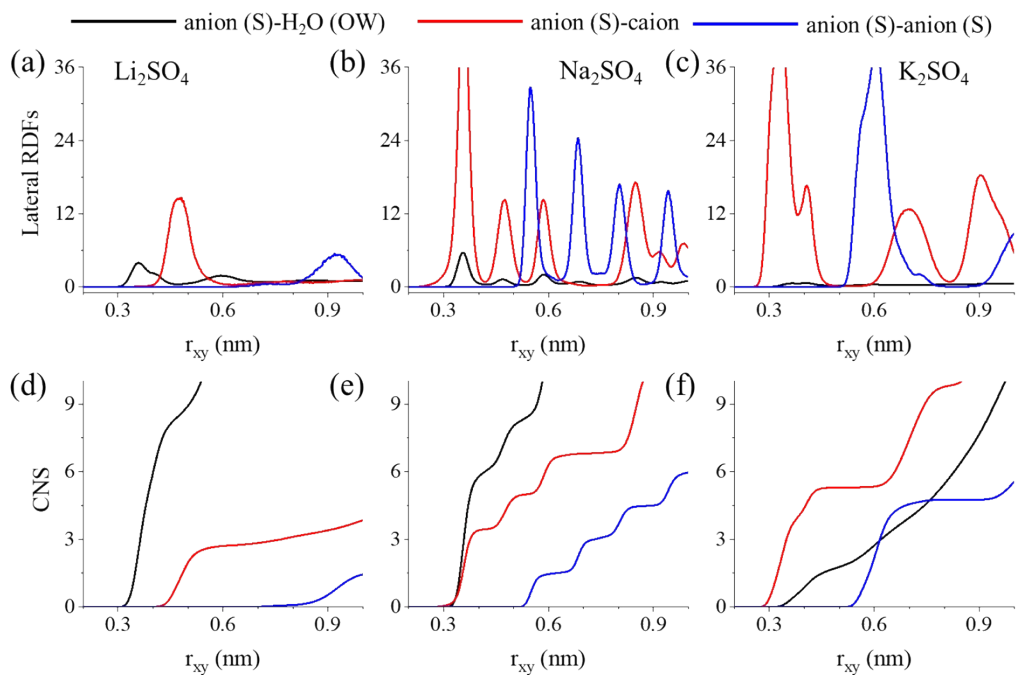 anion (S)-H₂O (OW) anion (S)-caion anion (S)-anion (S)
(a) (b) (c)
Li₂SO₄ Na₂SO₄ K₂SO₄
Lateral RDFs
36 36 36
24 24 24
12 12 12
0 0 0
0.3 0.6 0.9 0.3 0.6 0.9 0.3 0.6 0.9
r_xy (nm) r_xy (nm) r_xy (nm)
(d) (e) (f)
CNS
9 9 9
6 6 6
3 3 3
0 0 0
0.3 0.6 0.9 0.3 0.6 0.9 0.3 0.6 0.9
r_xy (nm) r_xy (nm) r_xy (nm)